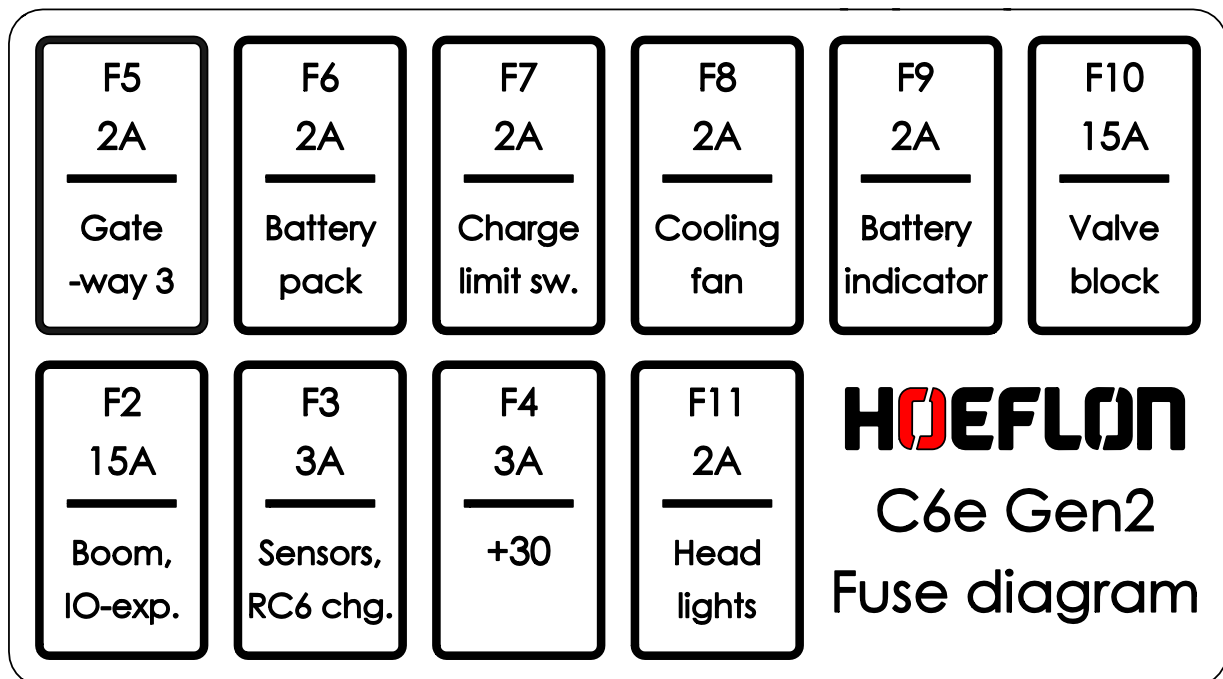 F5
2A
Gate
-way 3
F6
2A
Battery
pack
F7
2A
Charge
limit sw.
F8
2A
Cooling
fan
F9
2A
Battery
indicator
F10
15A
Valve
block
F2
15A
Boom,
IO-exp.
F3
3A
Sensors,
RC6 chg.
F4
3A
+30
F11
2A
Head
lights
HOEFLON
C6e Gen2
Fuse diagram